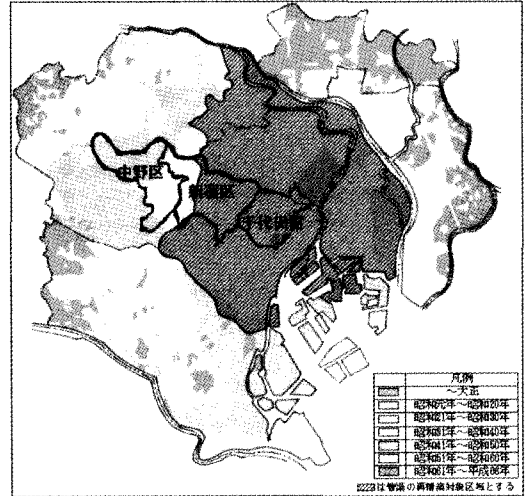 中野区
新宿区
千代田区
凡例
～大正
昭和元年～昭和20年
昭和21年～昭和30年
昭和31年～昭和40年
昭和41年～昭和50年
昭和51年～昭和60年
昭和61年～平成06年
は管渠の再構築対象区域とする